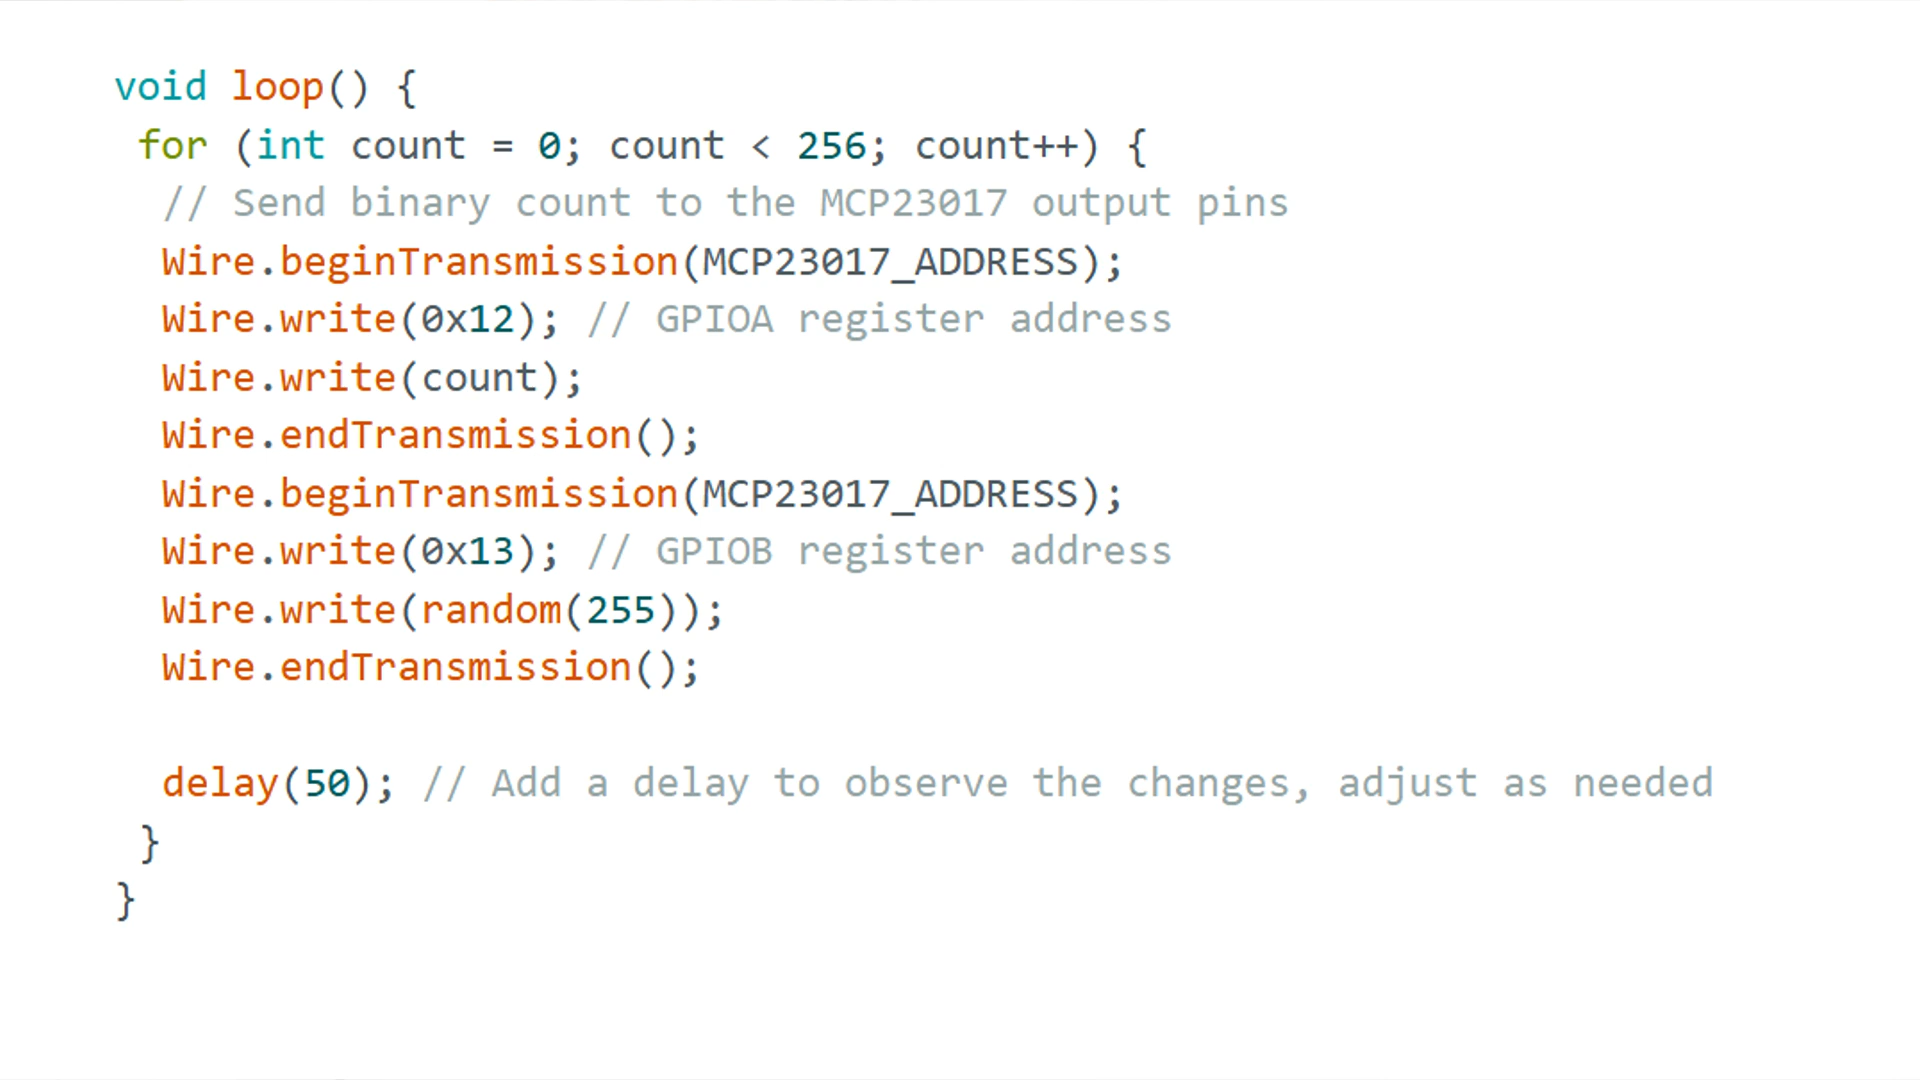 void loop() {
for (int count = 0; count < 256; count++) {
// Send binary count to the MCP23017 output pins
Wire.beginTransmission(MCP23017_ADDRESS);
Wire.write(0x12); // GPIOA register address
Wire.write(count);
Wire.endTransmission();
Wire.beginTransmission(MCP23017_ADDRESS);
Wire.write(0x13); // GPIOB register address
Wire.write(random(255));
Wire.endTransmission();
delay(50); // Add a delay to observe the changes, adjust as needed
}
}